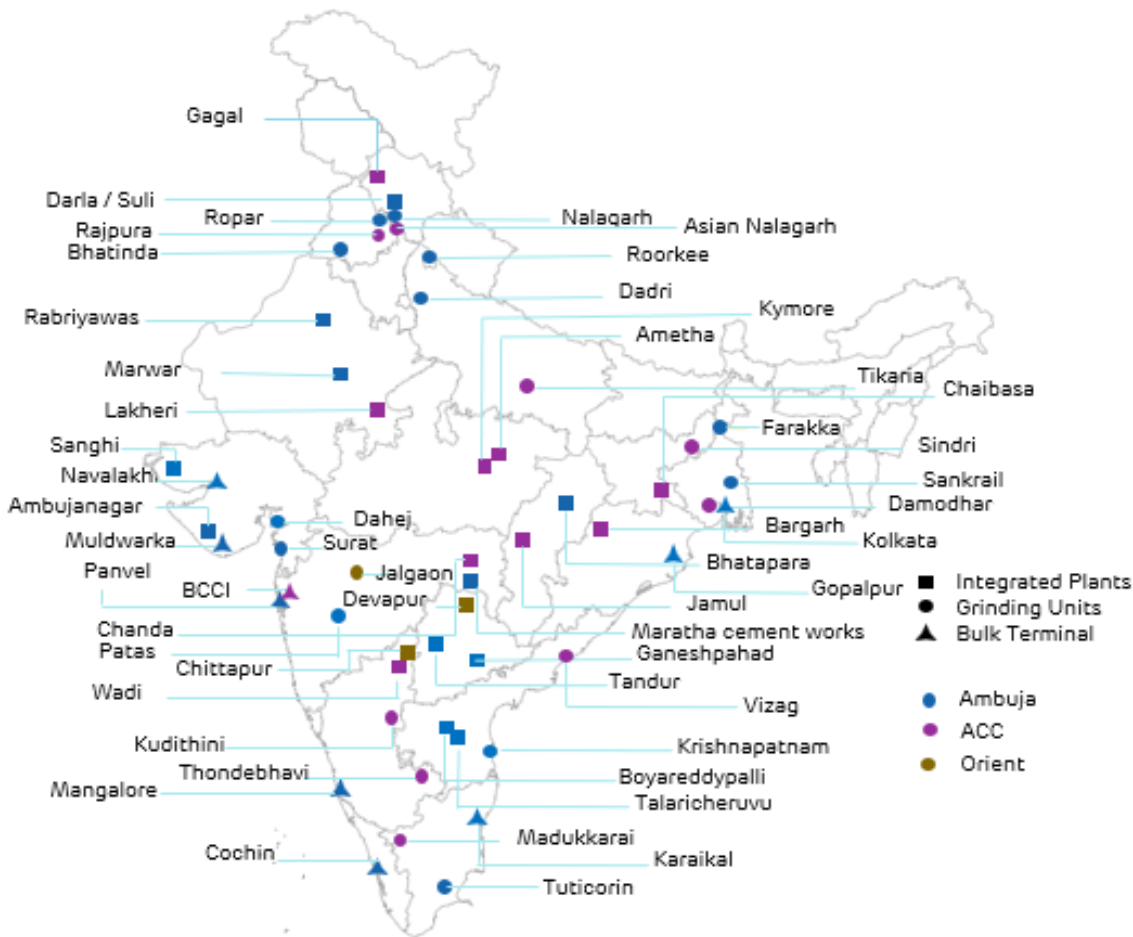 Gagal
Darla / Suli
Ropar
Nalagarh
Asian Nalagarh
Rajpura
Bhatinda
Roorkee
Dadri
Kymore
Rabriyawas
Ametha
Marwar
Tikaria
Chaibasa
Lakheri
Farakka
Sanghi
Sindri
Navalakhi
Sankrail
Ambujanagar
Damodhar
Dahej
Bargarh
Muldwarka
Surat
Kolkata
Panvel
Bhatapara
Jalgaon
BCCI
Gopalpur
Integrated Plants
Devapur
Jamul
Grinding Units
Chanda
Maratha cement works
Bulk Terminal
Patas
Ganeshpahad
Chittapur
Tandur
Wadi
Vizag
Ambuja
ACC
Kudithini
Krishnapatnam
Orient
Thondebhavi
Boyareddypalli
Mangalore
Talaricheruvu
Madukkarai
Cochin
Karaikal
Tuticorin